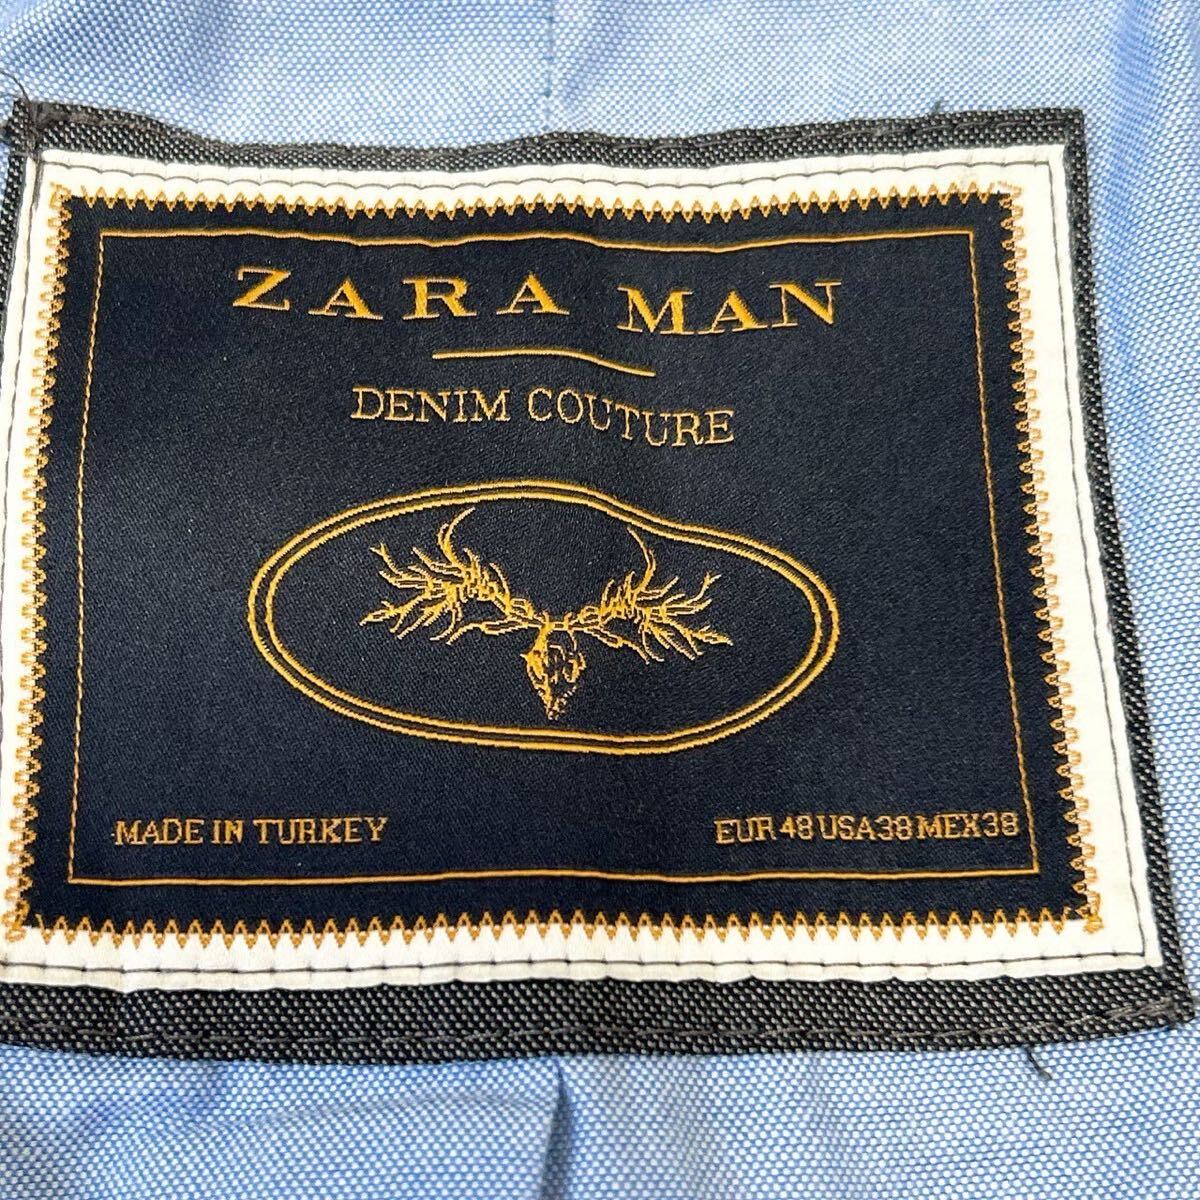 ZARA MAN
DENIM COUTURE
MADE IN TURKEY
EUR 48 USA 38 MEX 38